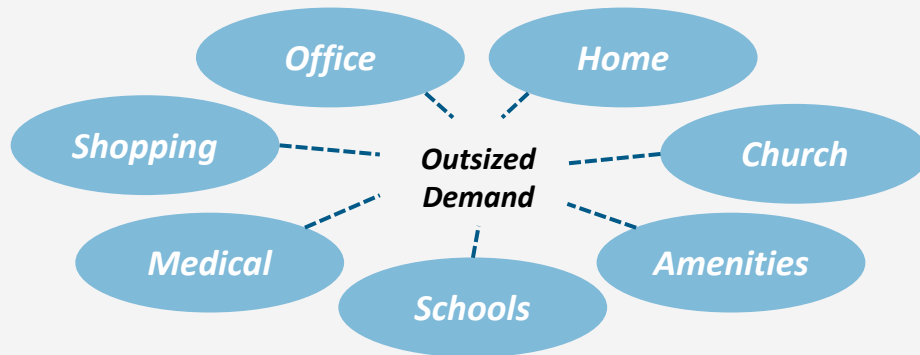 Office
Home
Shopping
Outsized
Demand
Church
Medical
Amenities
Schools